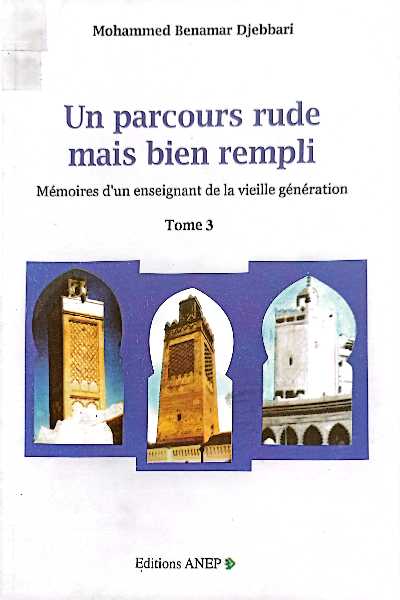 Mohammed Benamar Djebbari
Un parcours rude
mais bien rempli
Mémoires d'un enseignant de la vieille génération
Tome 3
Editions ANEP